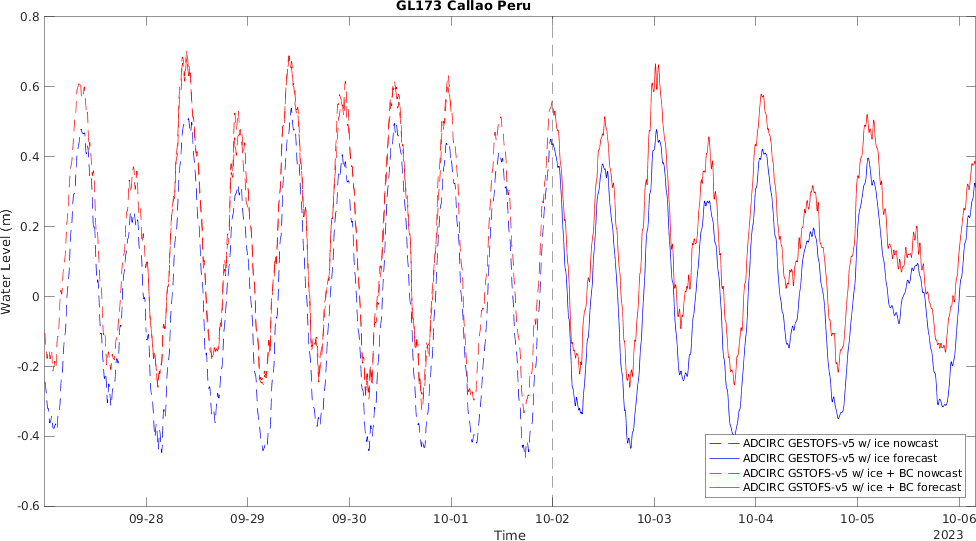 GL173 Callao Peru
0.8
0.6
0.4
0.2
0
-0.2
-0.4
-0.6
Water Level (m)
ADCIRC GESTOFS-v5 w/ ice nowcast
ADCIRC GESTOFS-v5 w/ ice forecast
ADCIRC GSTOFS-v5 w/ ice + BC nowcast
ADCIRC GSTOFS-v5 w/ ice + BC forecast
09-28 09-29 09-30 10-01 10-02 10-03 10-04 10-05 10-06
2023
Time